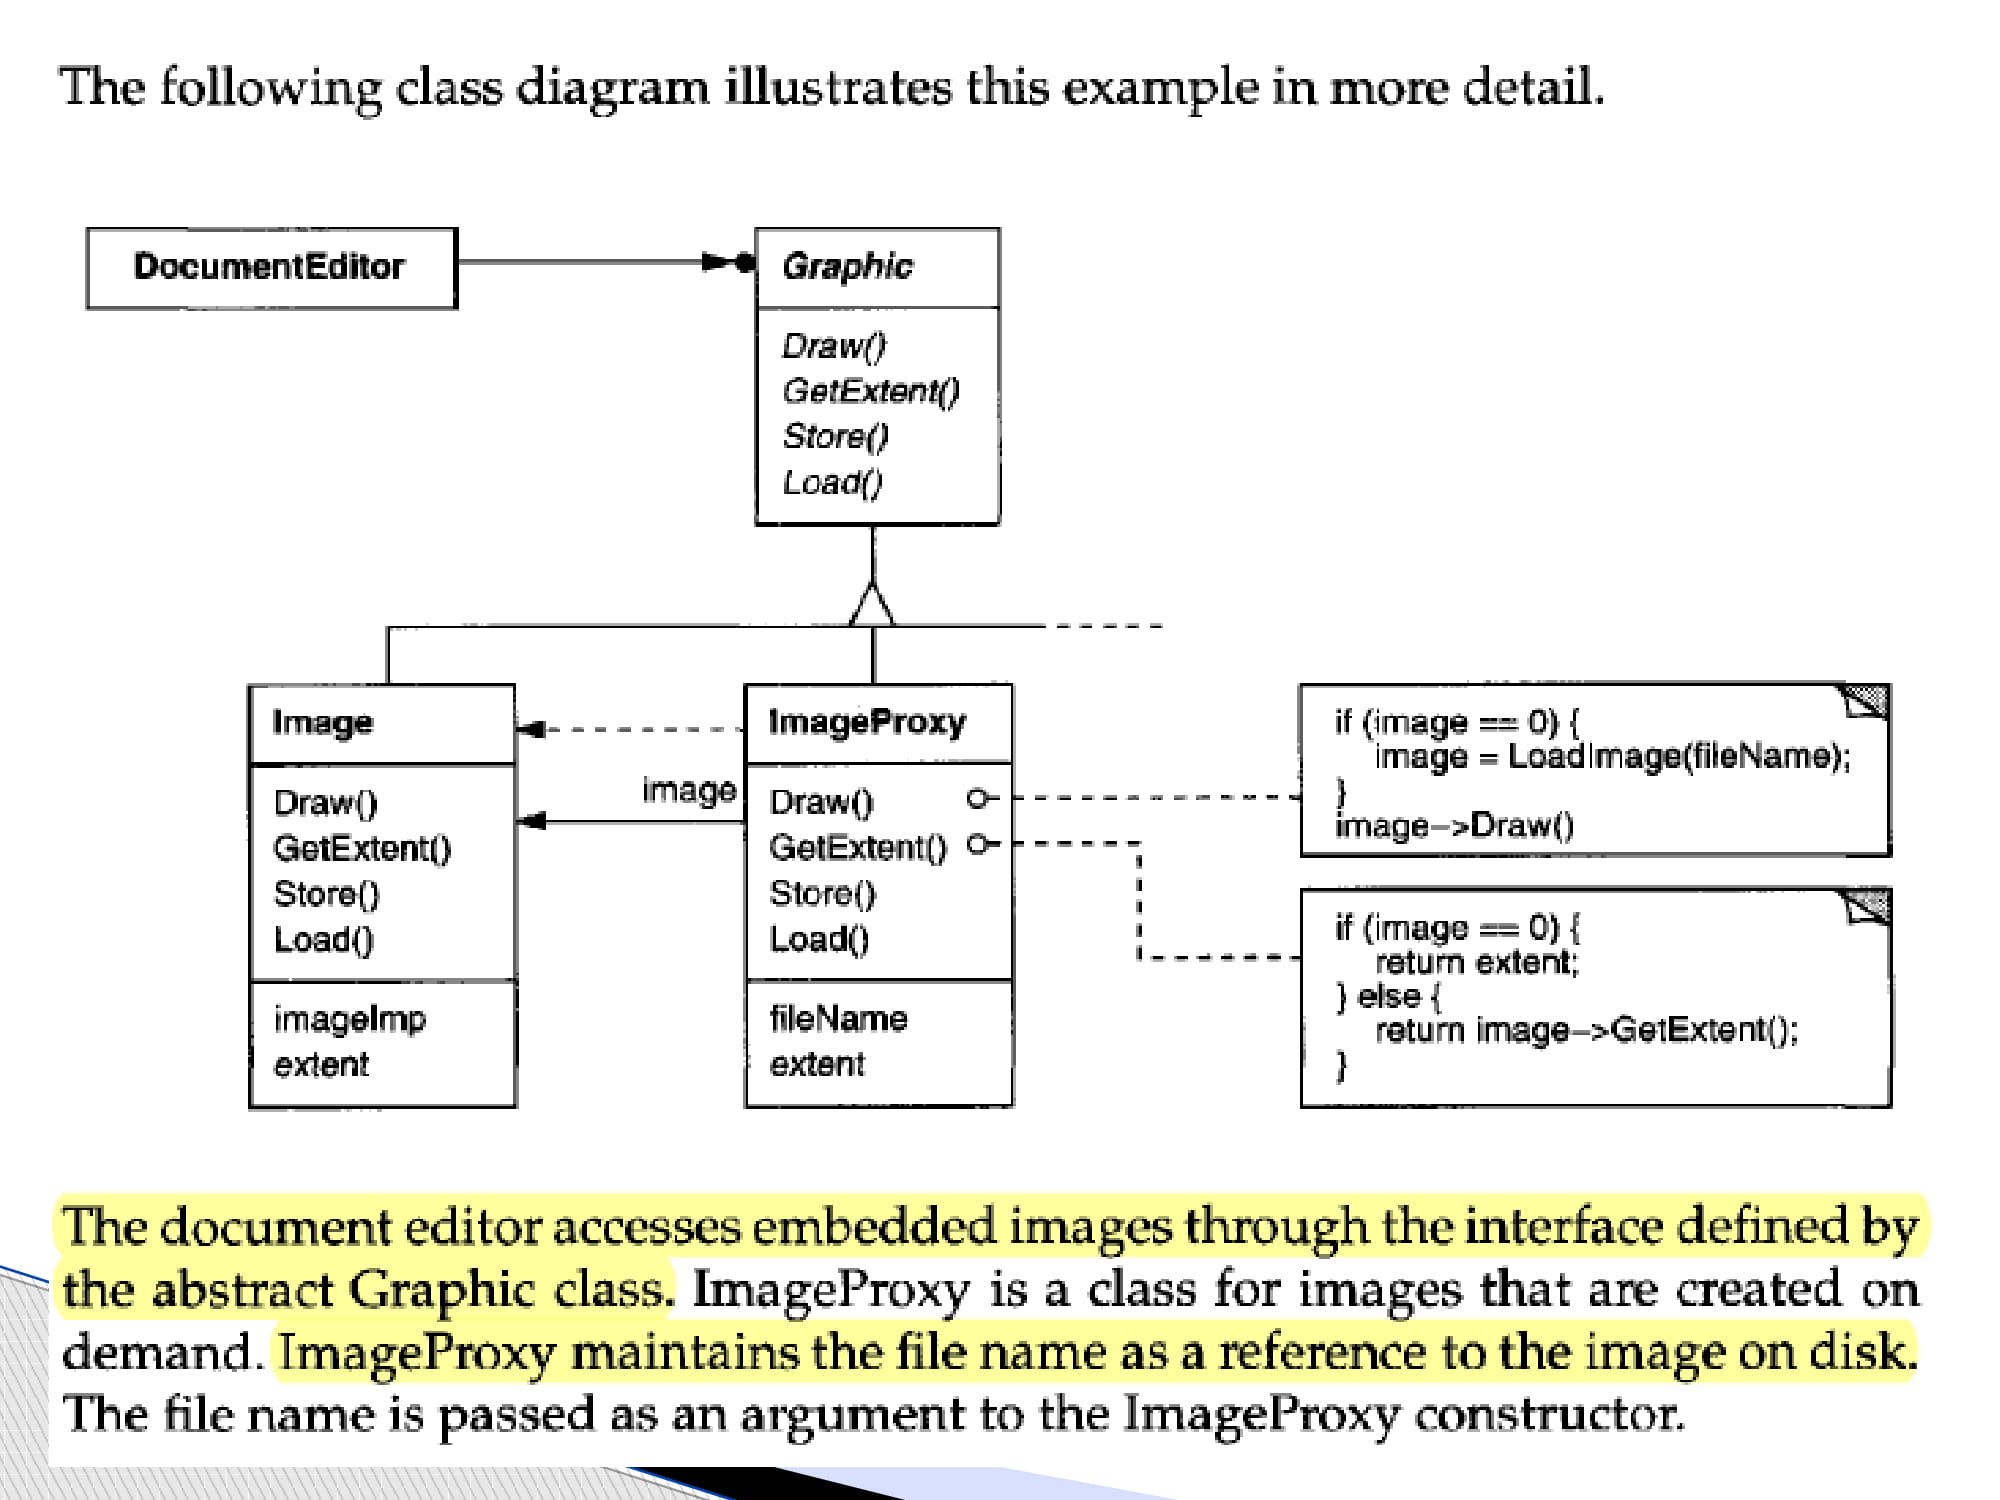 The following class diagram illustrates this example in more detail.
DocumentEditor
Graphic
Draw()
GetExtent()
Store()
Load()
Image
Draw()
GetExtent()
Store()
Load()
imageImp
extent
image
ImageProxy
Draw()
GetExtent()
Store()
Load()
fileName
extent
if (image == 0) {
image = LoadImage(fileName);
}
image->Draw()
if (image == 0) {
return extent;
} else {
return image->GetExtent();
}
The document editor accesses embedded images through the interface defined by
the abstract Graphic class. ImageProxy is a class for images that are created on
demand. ImageProxy maintains the file name as a reference to the image on disk.
The file name is passed as an argument to the ImageProxy constructor.